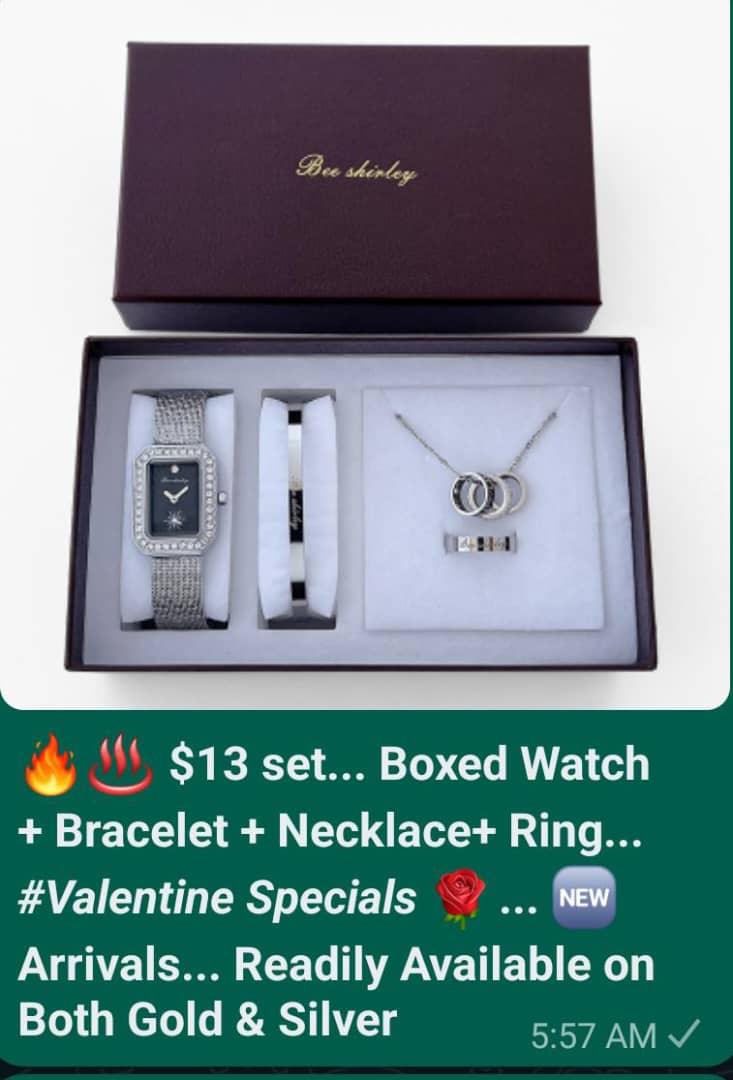 Bee shirley
🔥♨️ $13 set... Boxed Watch
+ Bracelet + Necklace+ Ring...
#Valentine Specials 🌹 ... 🆕
Arrivals... Readily Available on
Both Gold & Silver
5:57 AM ✓